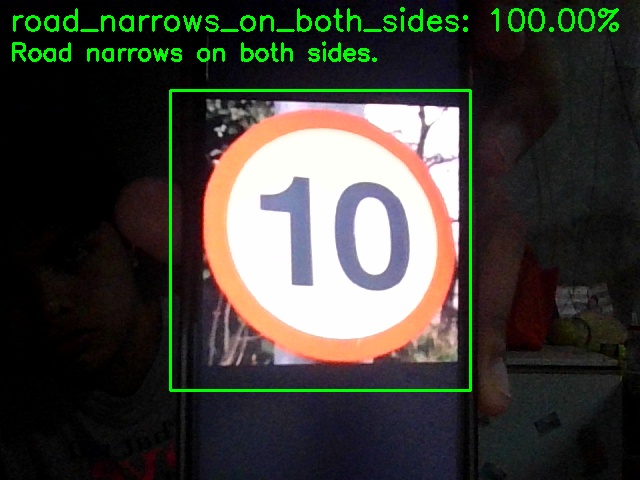 road_narrows_on_both_sides: 100.00%
Road narrows on both sides.
10